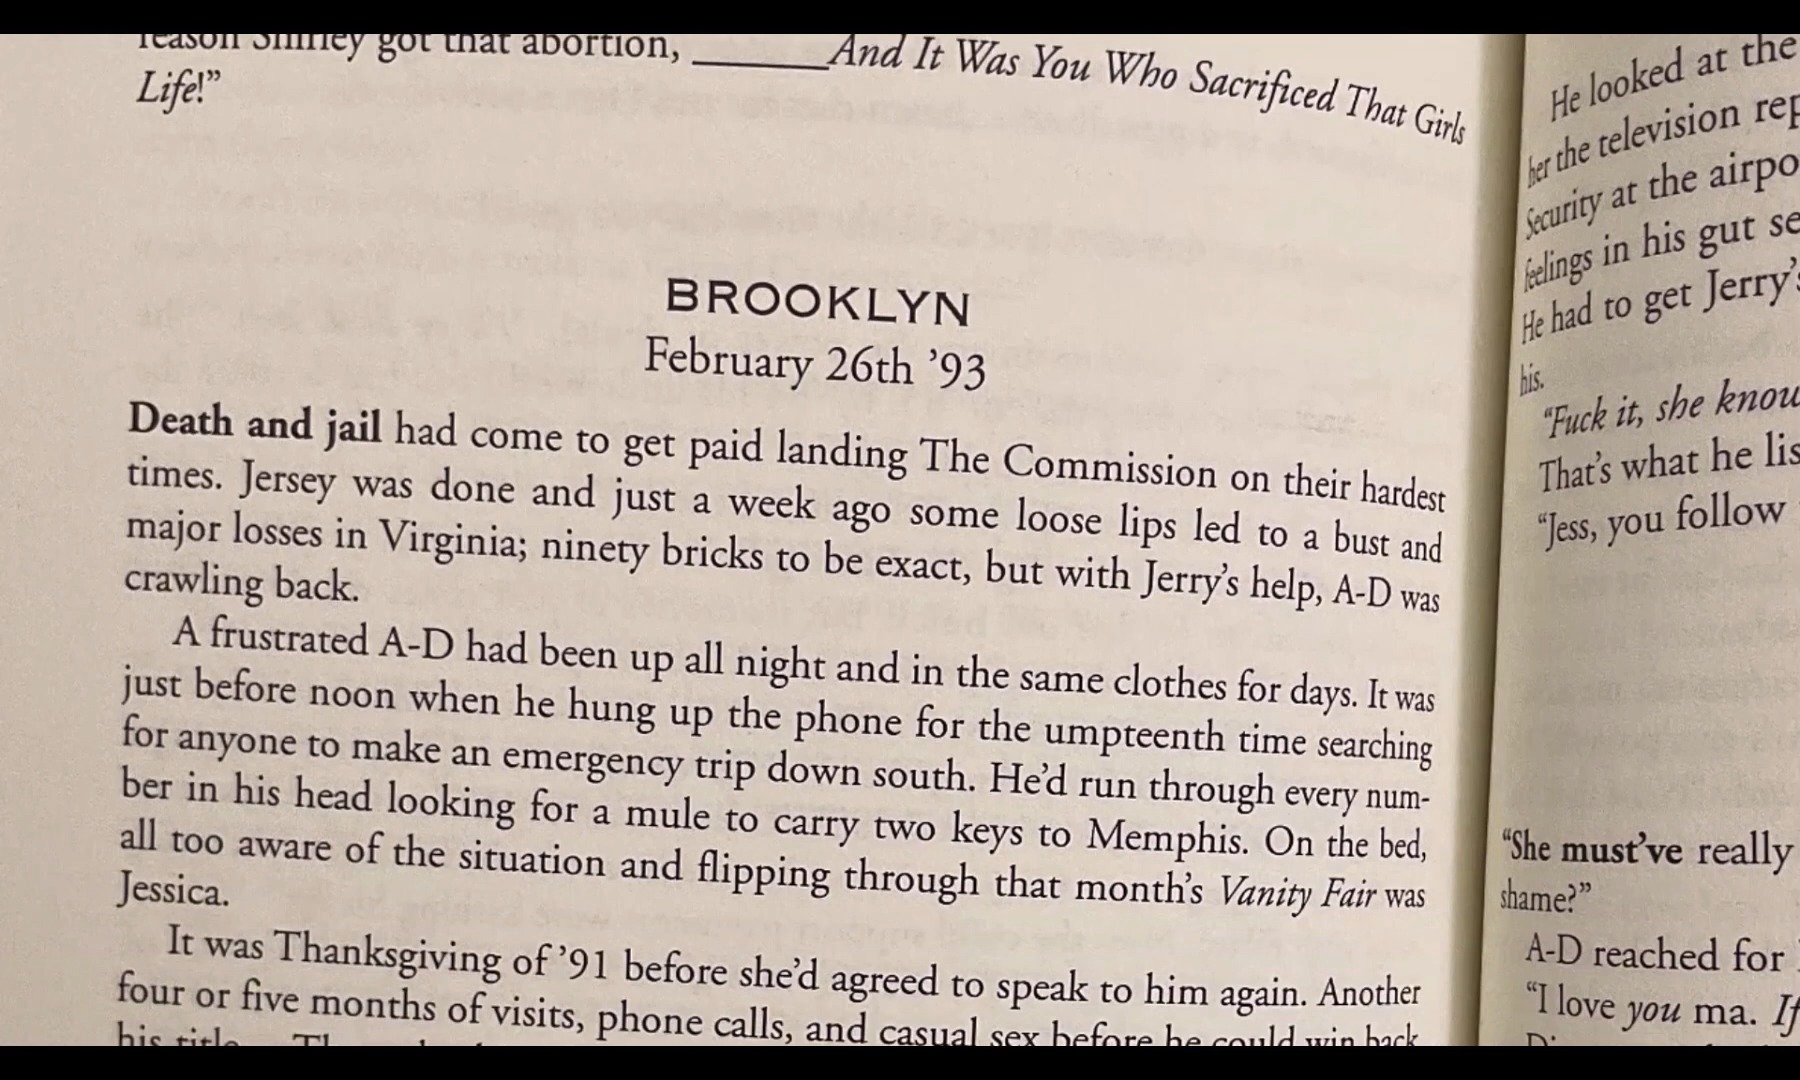 reason Shirley got that abortion, ______And It Was You Who Sacrificed That Girls
Life!”
BROOKLYN
February 26th ’93
Death and jail had come to get paid landing The Commission on their hardest
times. Jersey was done and just a week ago some loose lips led to a bust and
major losses in Virginia; ninety bricks to be exact, but with Jerry’s help, A-D was
crawling back.
A frustrated A-D had been up all night and in the same clothes for days. It was
just before noon when he hung up the phone for the umpteenth time searching
for anyone to make an emergency trip down south. He’d run through every num-
ber in his head looking for a mule to carry two keys to Memphis. On the bed,
all too aware of the situation and flipping through that month’s Vanity Fair was
Jessica.
It was Thanksgiving of ’91 before she’d agreed to speak to him again. Another
four or five months of visits, phone calls, and casual sex before he could win back
his title.
He looked at the
her the television rep
Security at the airpo
feelings in his gut se
He had to get Jerry’s
his.
“Fuck it, she know
That’s what he lis
“Jess, you follow
“She must’ve really
shame?”
A-D reached for
“I love you ma. If